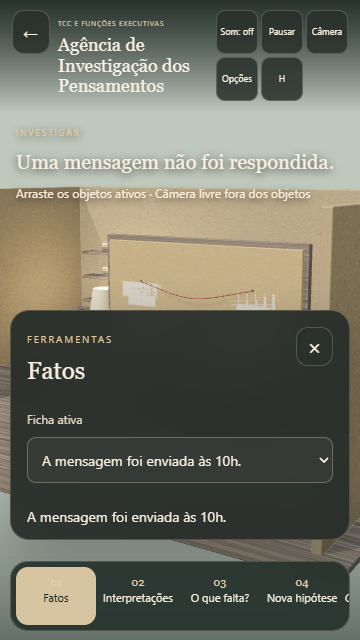 ←
TCC E FUNÇÕES EXECUTIVAS
Agência de
Investigação dos
Pensamentos
Som: off
Pausar
Câmera
Opções
H
INVESTIGAR
Uma mensagem não foi respondida.
Arraste os objetos ativos · Câmera livre fora dos objetos
FERRAMENTAS
×
Fatos
Ficha ativa
A mensagem foi enviada às 10h.
A mensagem foi enviada às 10h.
01
Fatos
02
Interpretações
03
O que falta?
04
Nova hipótese